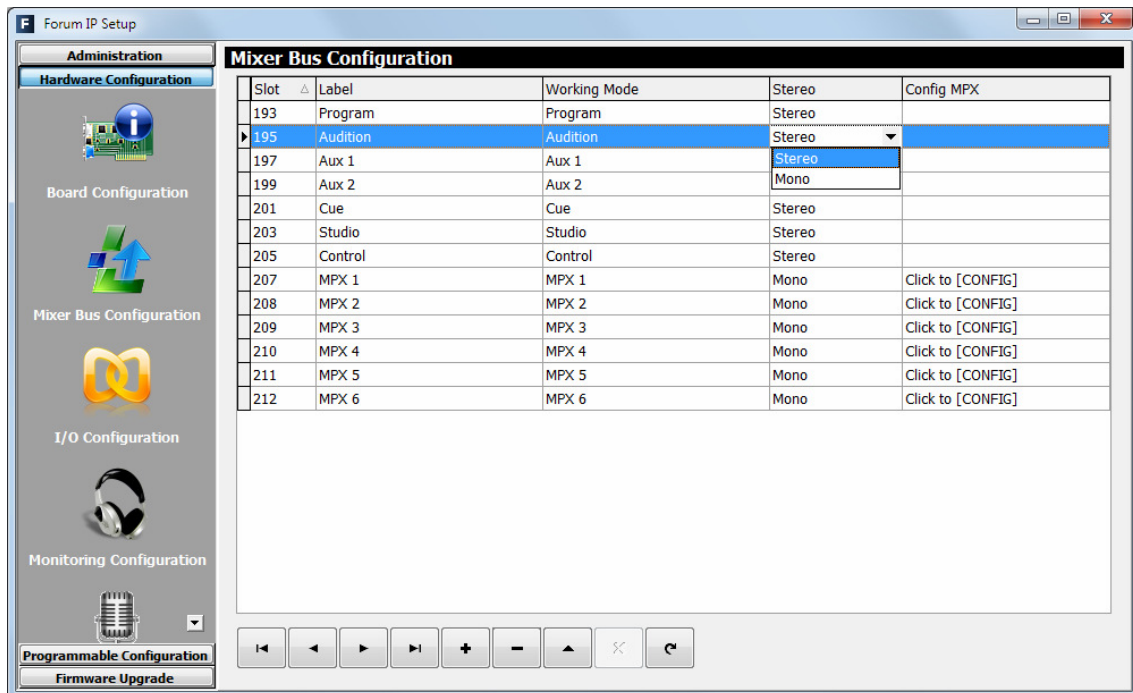 F Forum IP Setup
Administration
Hardware Configuration
Board Configuration
Mixer Bus Configuration
I/O Configuration
Monitoring Configuration
Programmable Configuration
Firmware Upgrade
Mixer Bus Configuration
Slot Label Working Mode Stereo Config MPX
193 Program Program Stereo
195 Audition Audition Stereo
Stereo
Mono
197 Aux 1 Aux 1
199 Aux 2 Aux 2
201 Cue Cue Stereo
203 Studio Studio Stereo
205 Control Control Stereo
207 MPX 1 MPX 1 Mono Click to [CONFIG]
208 MPX 2 MPX 2 Mono Click to [CONFIG]
209 MPX 3 MPX 3 Mono Click to [CONFIG]
210 MPX 4 MPX 4 Mono Click to [CONFIG]
211 MPX 5 MPX 5 Mono Click to [CONFIG]
212 MPX 6 MPX 6 Mono Click to [CONFIG]